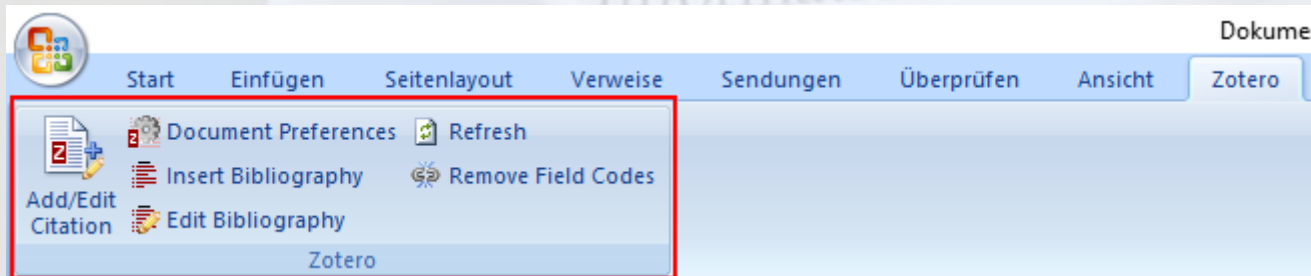 Dokume
Start Einfügen Seitenlayout Verweise Sendungen Überprüfen Ansicht Zotero
Document Preferences Refresh
Insert Bibliography Remove Field Codes
Add/Edit
Citation
Edit Bibliography
Zotero